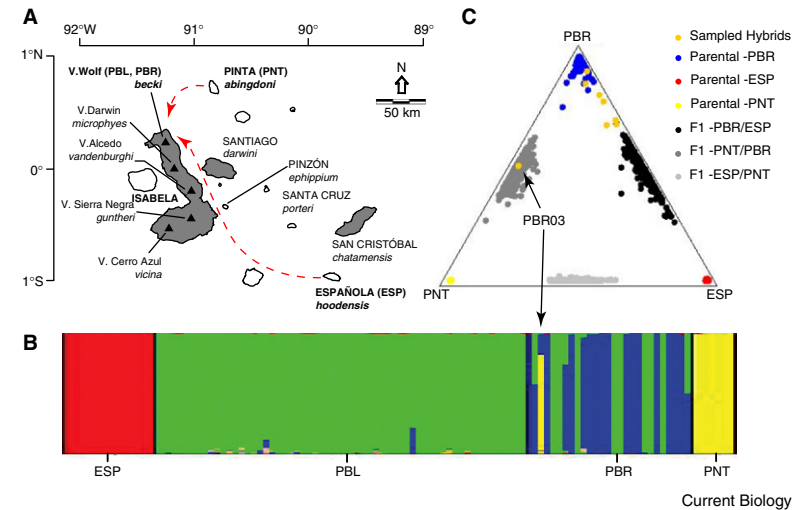 A
92°W
91°
90°
89°
1°N
0°
1°S
V.Wolf (PBL, PBR)
becki
PINTA (PNT)
abingdoni
N
50 km
V.Darwin
microphyes
V.Alcedo
vandenburghi
SANTIAGO
darwini
PINZÓN
ephippium
ISABELA
SANTA CRUZ
porteri
V. Sierra Negra
guntheri
SAN CRISTÓBAL
chatamensis
V. Cerro Azul
vicina
ESPAÑOLA (ESP)
hoodensis
C
PBR
Sampled Hybrids
Parental -PBR
Parental -ESP
Parental -PNT
F1 -PBR/ESP
F1 -PNT/PBR
F1 -ESP/PNT
PBR03
PNT
ESP
B
ESP
PBL
PBR
PNT
Current Biology